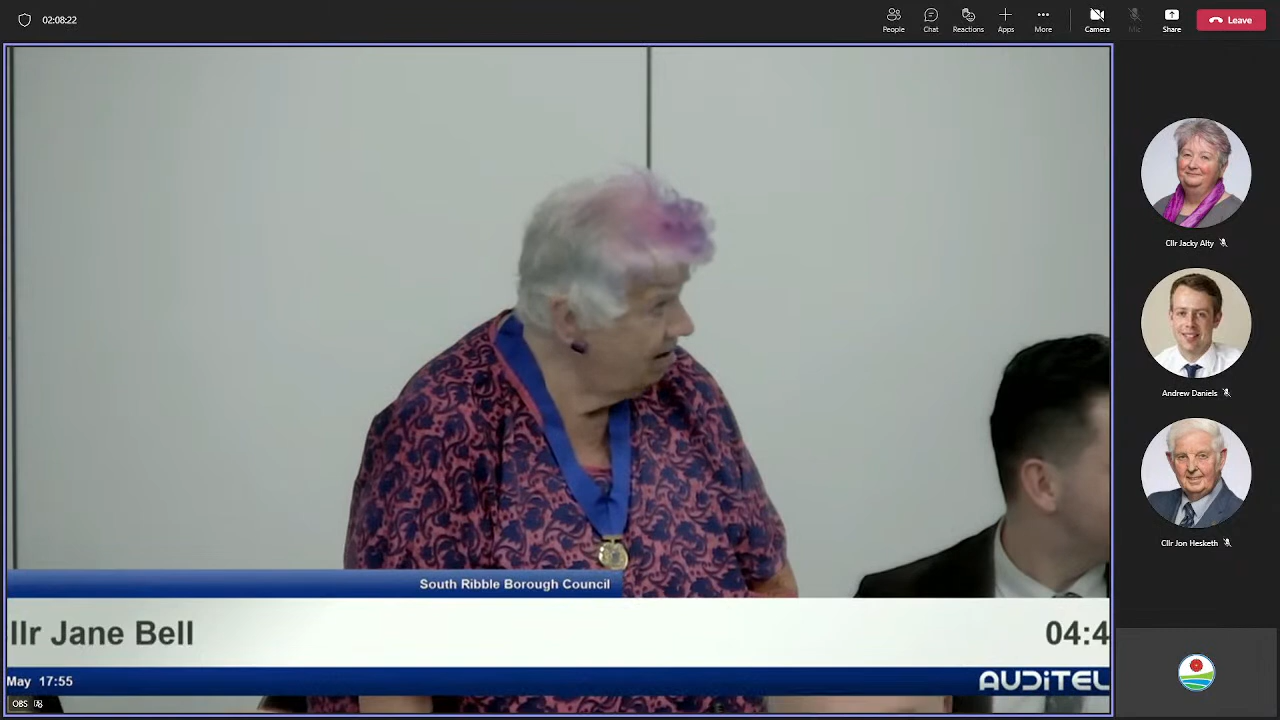 02:08:22
People
Chat
Reactions
Apps
More
Camera
Mic
Share
Leave
Cllr Jacky Alty
Andrew Daniels
Cllr Jon Hesketh
South Ribble Borough Council
llr Jane Bell
04:4
May 17:55
AUDiTEL
OBS